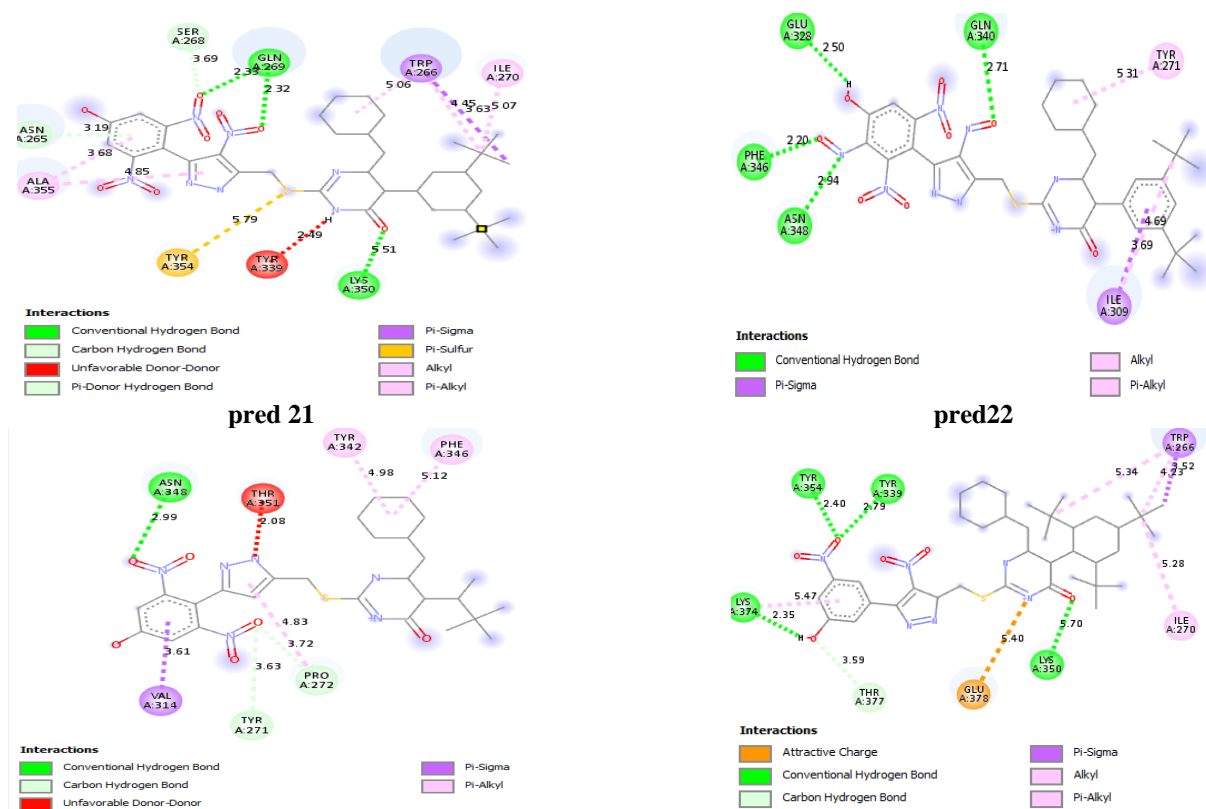 SER
A:268
3.69
GLN
A:269
2.33
2.32
TRP
A:266
ILE
A:270
5.06
4.45
3.63
5.07
ASN
A:265
3.19
3.68
ALA
A:355
4.85
O
N
N
O
O
N
O
N
O
O
N
N
S
N
N
H
O
5.79
2.49
5.51
TYR
A:354
TYR
A:339
LYS
A:350
Interactions
Conventional Hydrogen Bond
Carbon Hydrogen Bond
Unfavorable Donor-Donor
Pi-Donor Hydrogen Bond
Pi-Sigma
Pi-Sulfur
Alkyl
Pi-Alkyl
pred 21
GLU
A:328
2.50
GLN
A:340
2.71
TYR
A:271
5.31
H
PHE
A:346
2.20
2.94
ASN
A:348
4.69
3.69
ILE
A:309
Interactions
Conventional Hydrogen Bond
Pi-Sigma
Alkyl
Pi-Alkyl
pred22
ASN
A:348
2.99
THR
A:351
2.08
TYR
A:342
4.98
PHE
A:346
5.12
4.83
3.72
3.61
3.63
VAL
A:314
TYR
A:271
PRO
A:272
Interactions
Conventional Hydrogen Bond
Carbon Hydrogen Bond
Unfavorable Donor-Donor
Pi-Sigma
Pi-Alkyl
TYR
A:354
2.40
TYR
A:339
2.79
TRP
A:266
5.34
4.23
3.52
LYS
A:374
5.47
2.35
H
3.59
THR
A:377
5.40
GLU
A:378
5.70
LYS
A:350
5.28
ILE
A:270
Interactions
Attractive Charge
Conventional Hydrogen Bond
Carbon Hydrogen Bond
Pi-Sigma
Alkyl
Pi-Alkyl